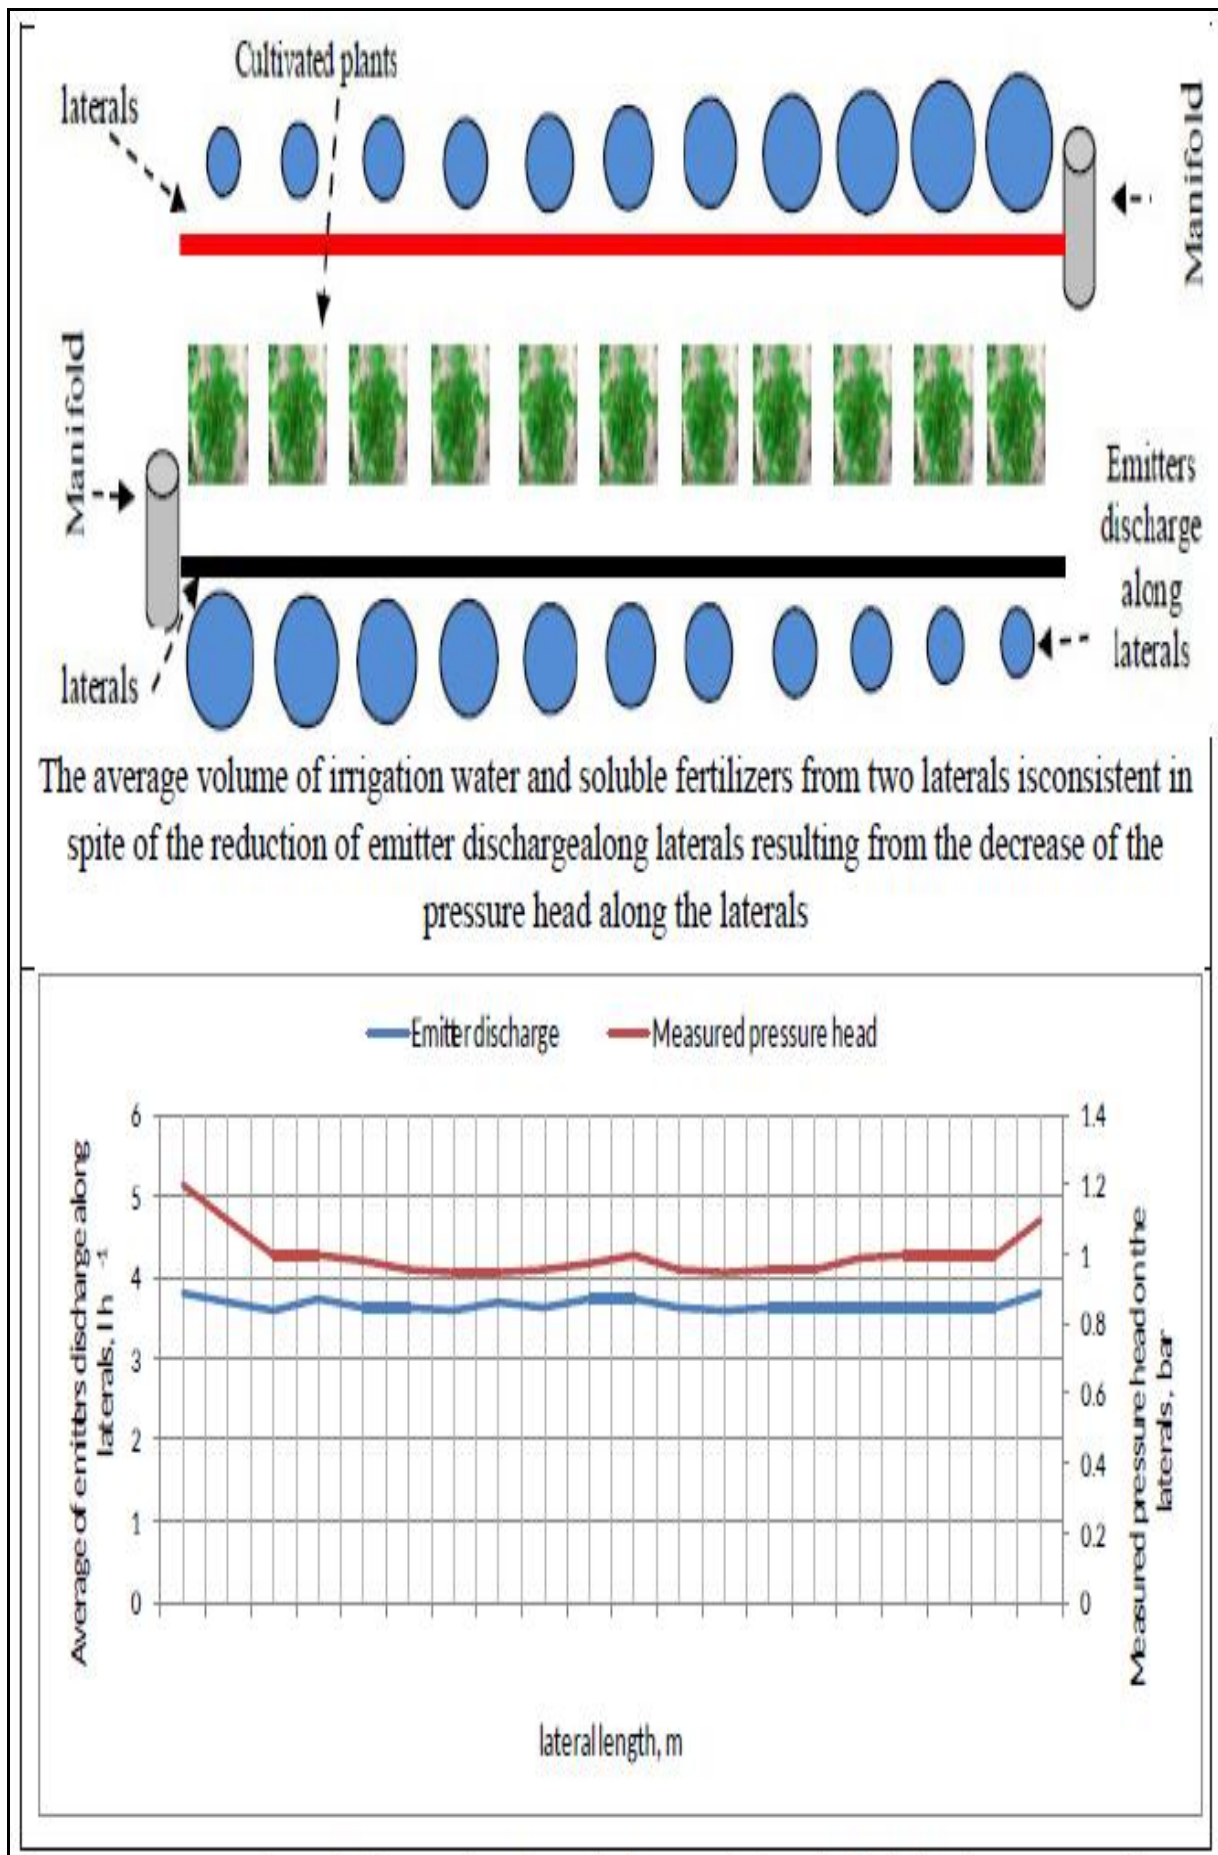 Cultivated plants
laterals
Manifold
Manifold
Emitters
discharge
along
laterals
laterals
The average volume of irrigation water and soluble fertilizers from two laterals isconsistent in
spite of the reduction of emitter dischargealong laterals resulting from the decrease of the
pressure head along the laterals
Emitter discharge
Measured pressure head
6
5
4
3
2
1
0
1.4
1.2
1
0.8
0.6
0.4
0.2
0
Average of emitters discharge along
laterals, l h ⁻¹
Measured pressure head on the
laterals, bar
lateral length, m